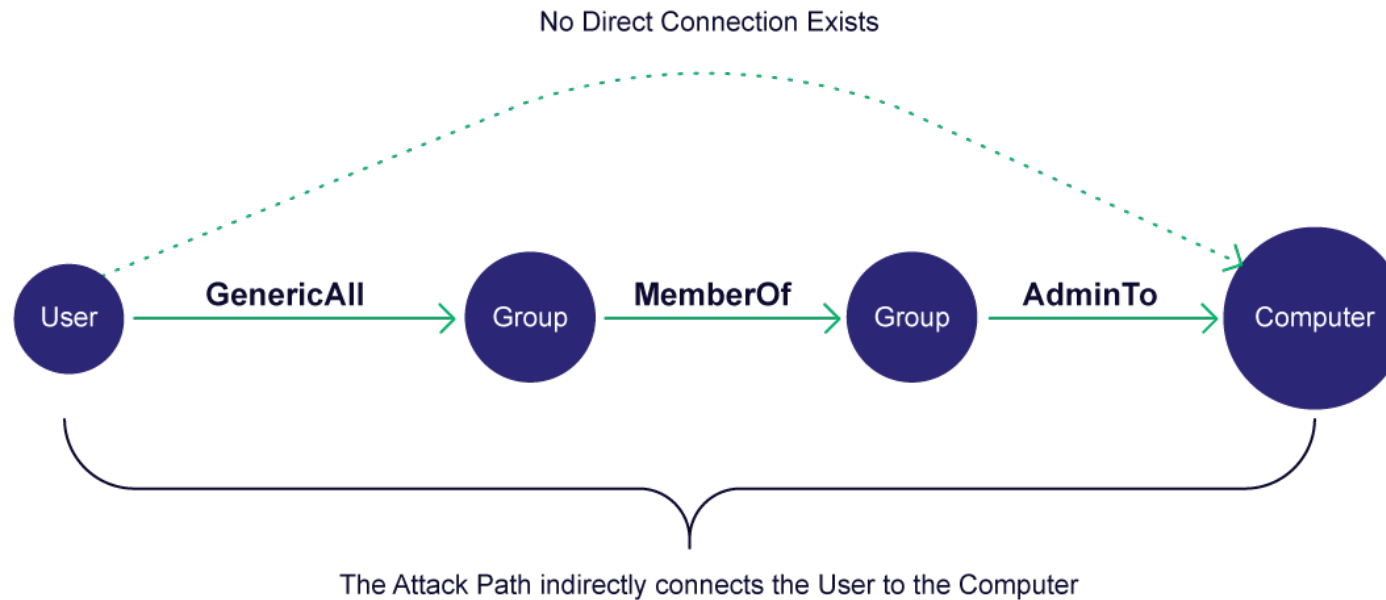 No Direct Connection Exists
GenericAll
MemberOf
AdminTo
User
Group
Group
Computer
The Attack Path indirectly connects the User to the Computer